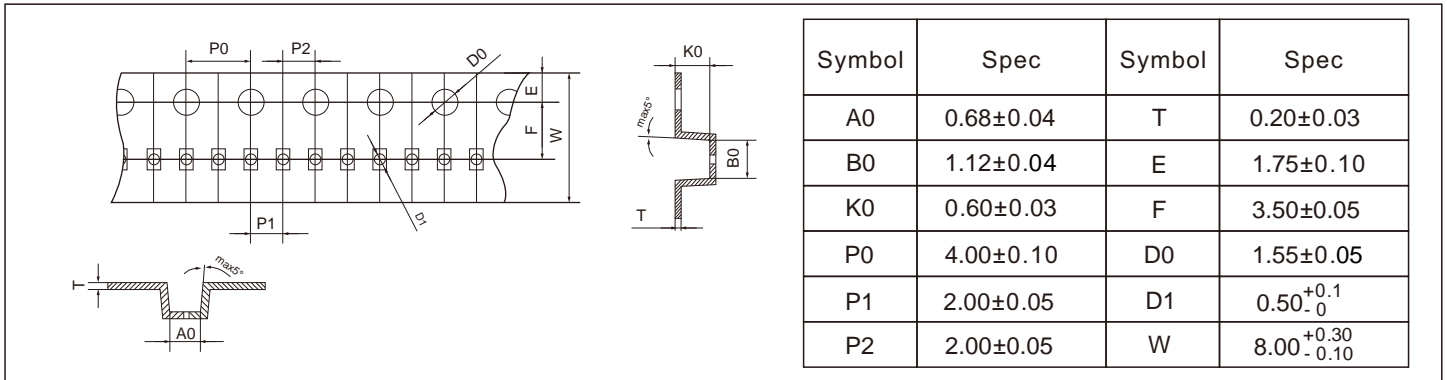 P0 P2 D0
E
F
W
D1
P1
T
max5°
A0
K0
max5°
B0
T
Symbol Spec Symbol Spec
A0 0.68±0.04 T 0.20±0.03
B0 1.12±0.04 E 1.75±0.10
K0 0.60±0.03 F 3.50±0.05
P0 4.00±0.10 D0 1.55±0.05
P1 2.00±0.05 D1 0.50 +0.1 - 0
P2 2.00±0.05 W 8.00 +0.30 - 0.10